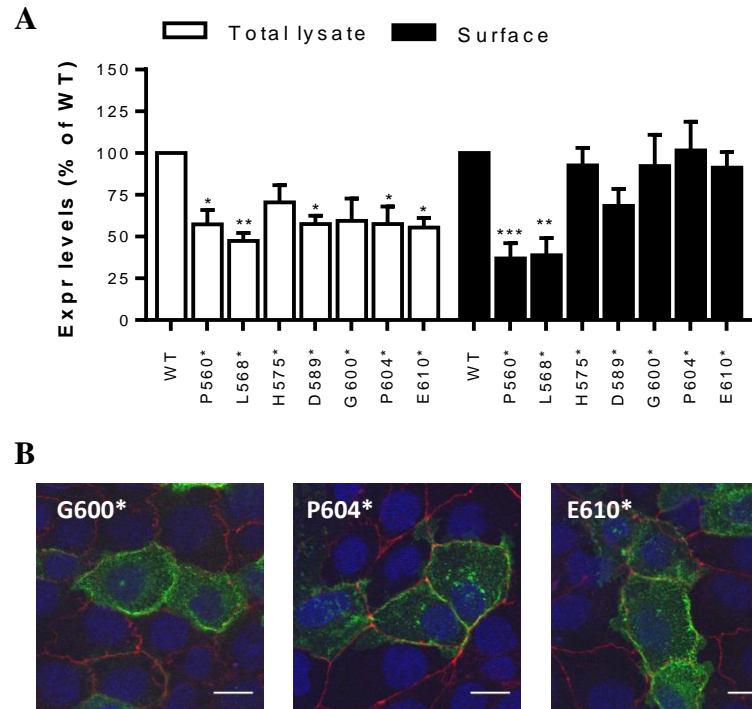 A
Total lysate Surface
Expr levels (% of WT)
150
125
100
75
50
25
0
* ** * * * *** **
WT P560* L568* H575* D589* G600* P604* E610* WT P560* L568* H575* D589* G600* P604* E610*
B
G600* P604* E610*